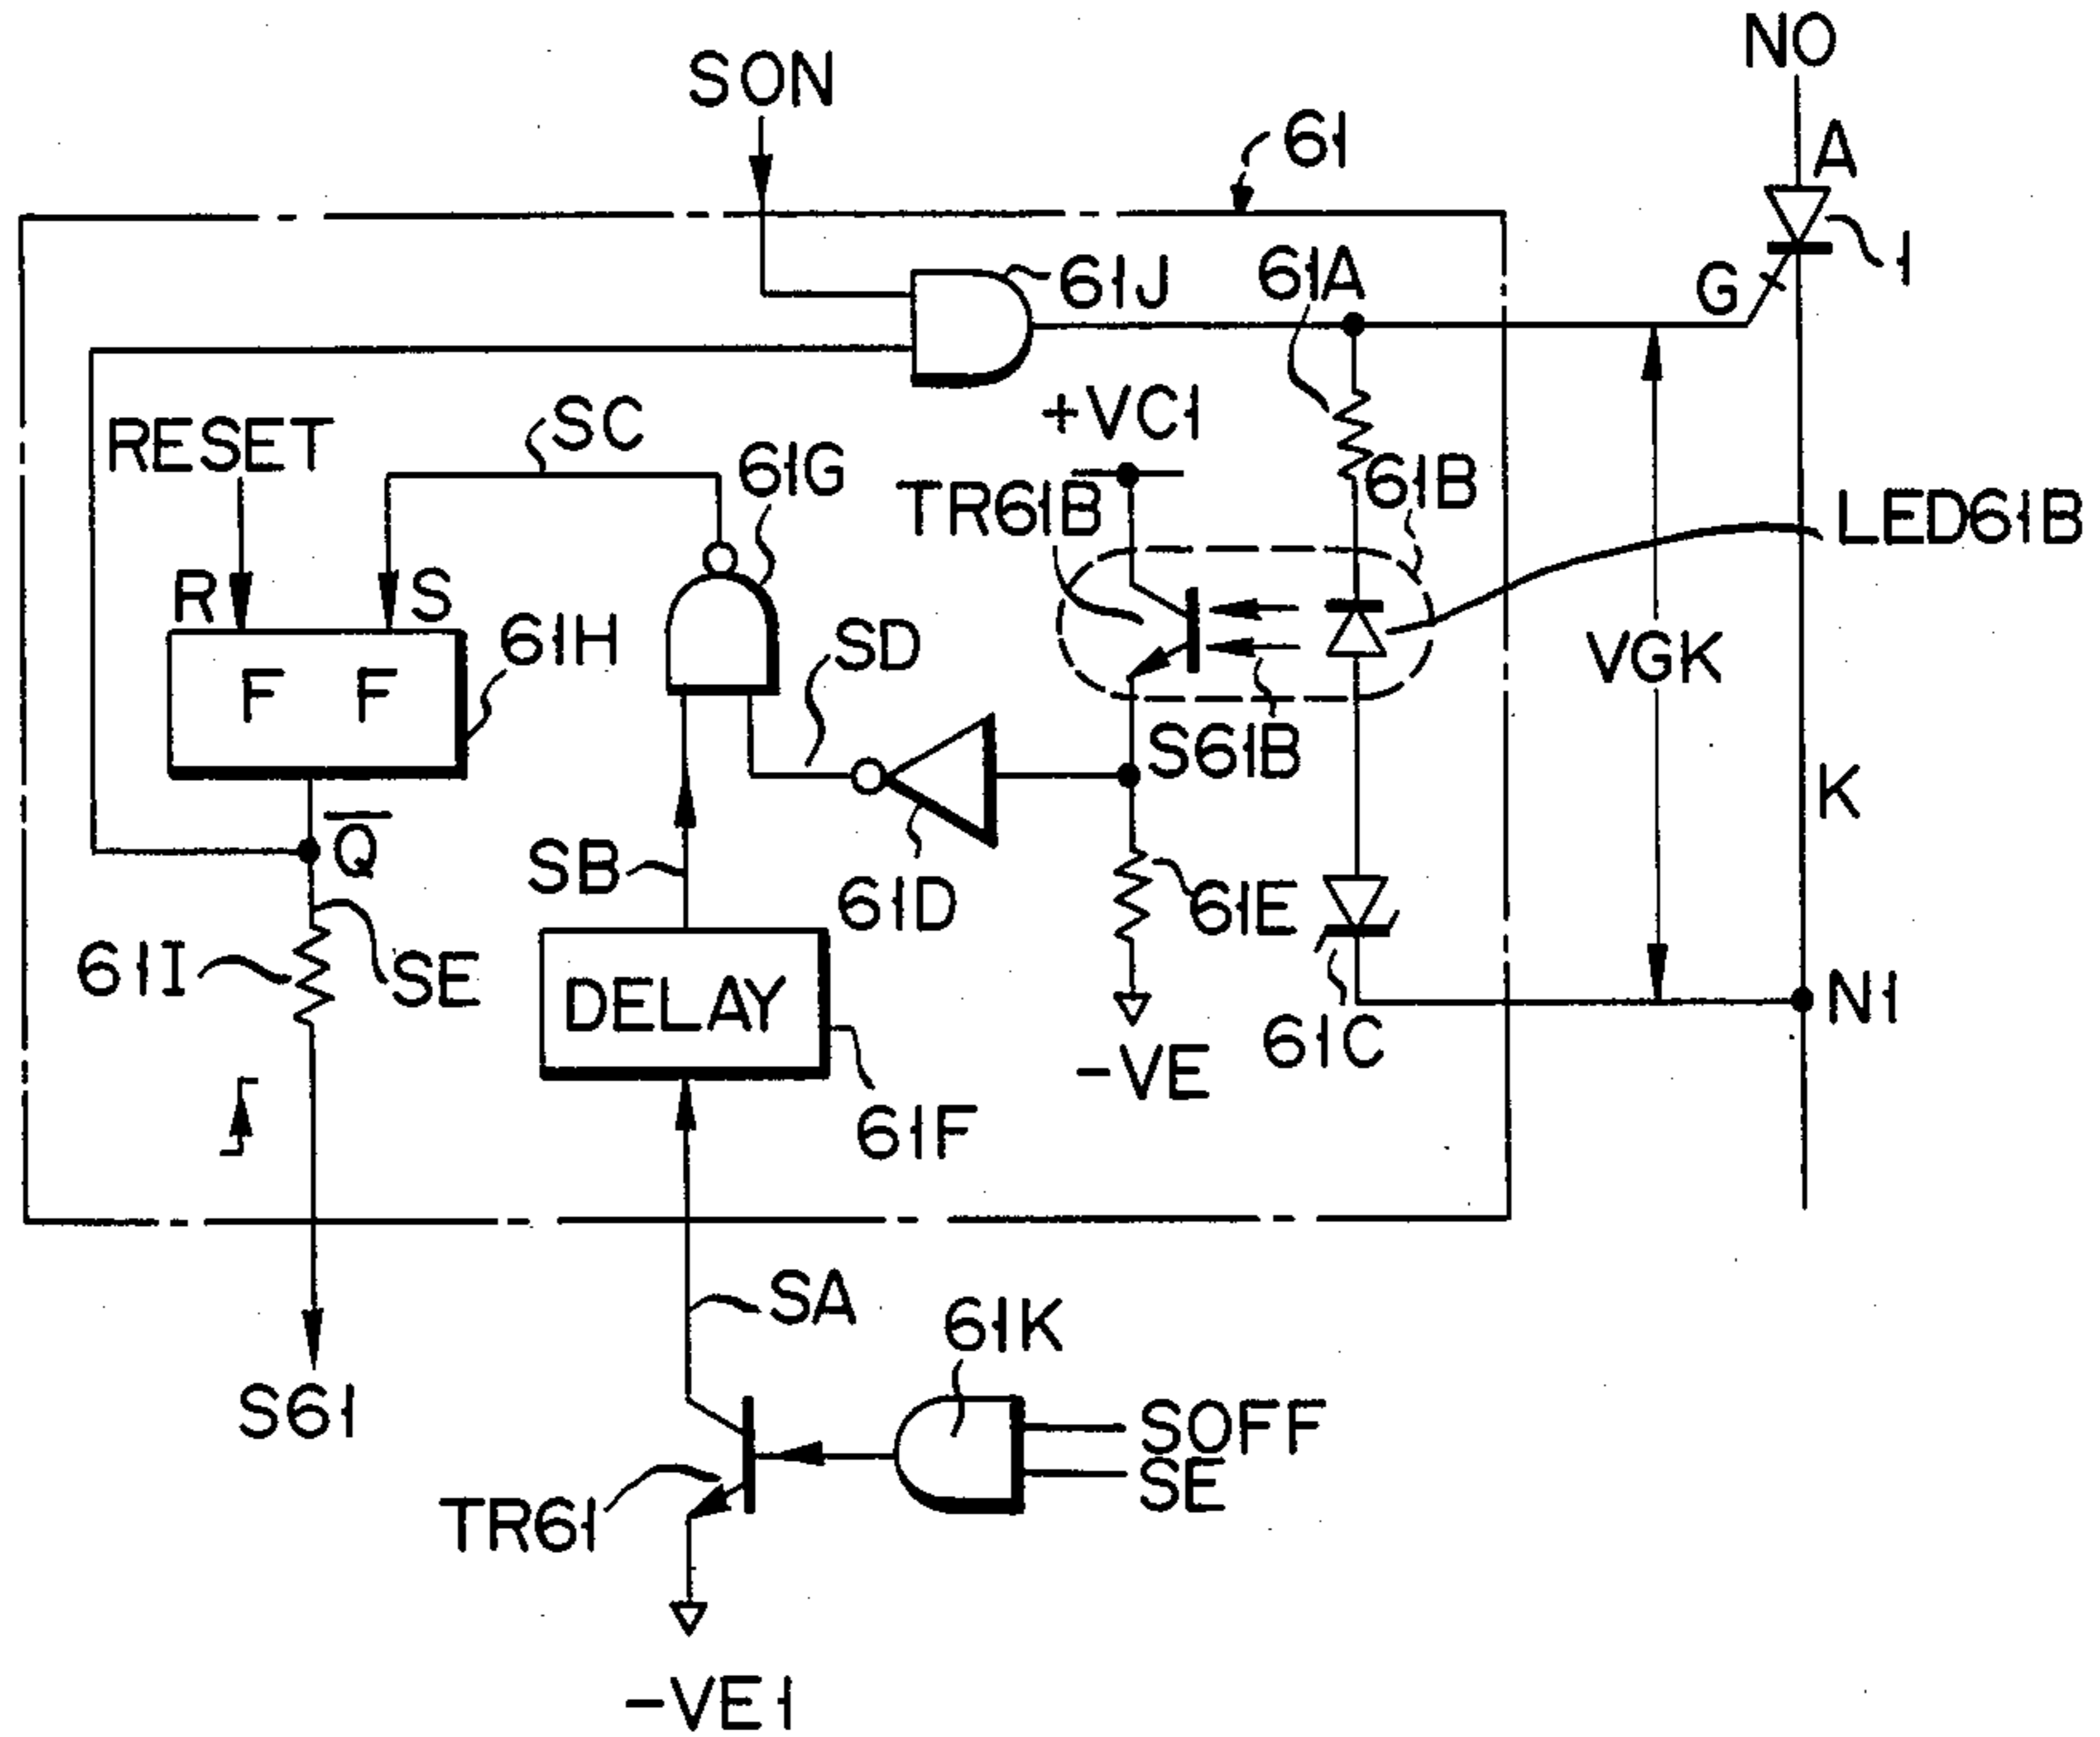 NO
SON
61
A
1
61J
61A
G
+VC1
SC
RESET
61G
TR61B
61B
LED61B
R
S
61H
SD
VGK
F F
S61B
K
Q
SB
61D
61E
61I
SE
DELAY
N1
61C
-VE
61F
SA
61K
S61
SOFF
SE
TR61
-VE1